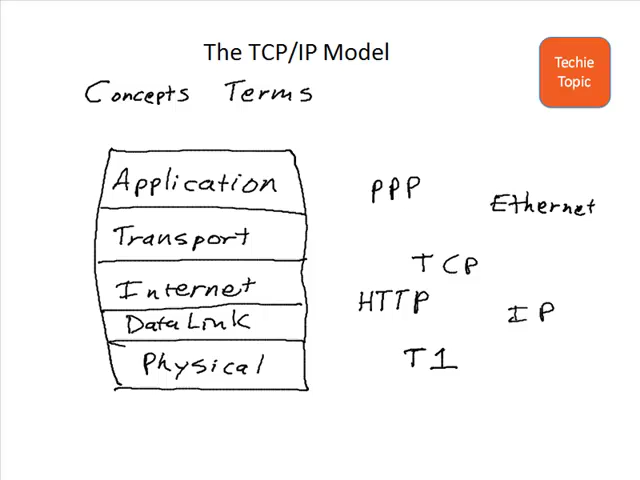 The TCP/IP Model
Techie
Topic
Concepts Terms
Application
Transport
Internet
Data Link
Physical
PPP
Ethernet
TCP
HTTP
IP
T1